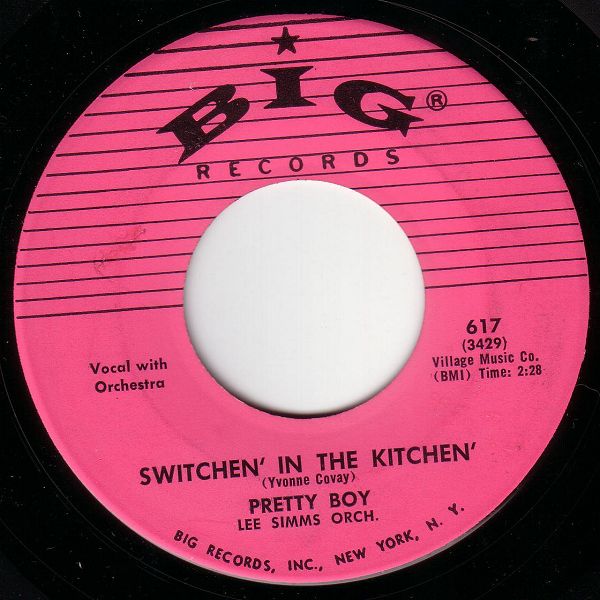 BIG®
RECORDS
617
(3429)
Village Music Co.
(BMI) Time: 2:28
Vocal with
Orchestra
SWITCHEN' IN THE KITCHEN'
(Yvonne Covay)
PRETTY BOY
LEE SIMMS ORCH.
BIG RECORDS, INC., NEW YORK, N. Y.